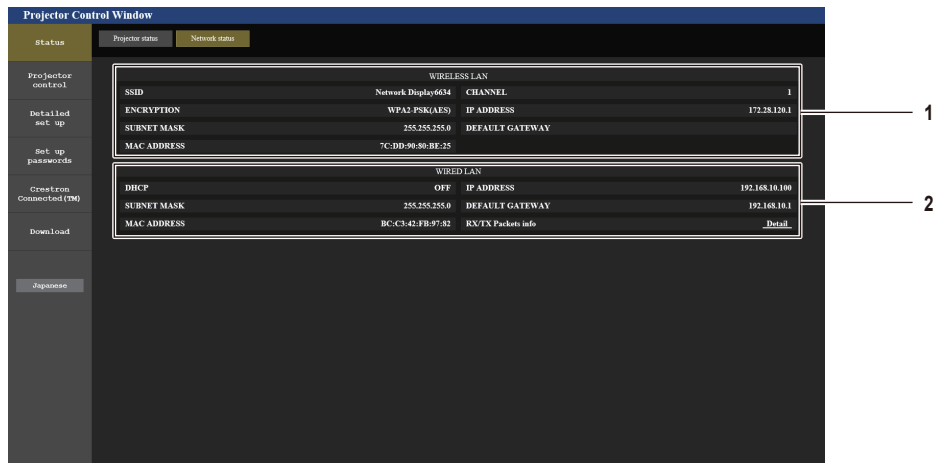 Projector Control Window
Status
Projector status
Network status
Projector
control
Detailed
set up
Set up
passwords
Crestron
Connected(TM)
Download
Japanese
WIRELESS LAN
SSID Network Display6634 CHANNEL 1
ENCRYPTION WPA2-PSK(AES) IP ADDRESS 172.28.120.1
SUBNET MASK 255.255.255.0 DEFAULT GATEWAY
MAC ADDRESS 7C:DD:90:80:BE:25
1
WIRED LAN
DHCP OFF IP ADDRESS 192.168.10.100
SUBNET MASK 255.255.255.0 DEFAULT GATEWAY 192.168.10.1
MAC ADDRESS BC:C3:42:FB:97:82 RX/TX Packets info Detail
2